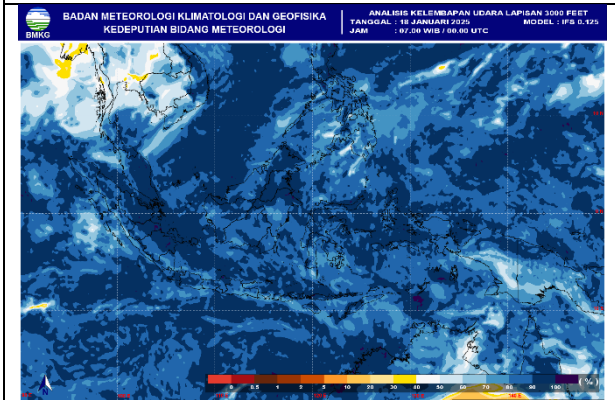 BMKG
BADAN METEOROLOGI KLIMATOLOGI DAN GEOFISIKA
KEDEPUTIAN BIDANG METEOROLOGI
ANALISIS KELEMBAPAN UDARA LAPISAN 3000 FEET
TANGGAL : 18 JANUARI 2025 MODEL : IFS 0.125
JAM : 07.00 WIB / 00.00 UTC
N
0 0.5 1 2 5 10 20 30 40 50 60 70 80 90 100 ( % )
140 E